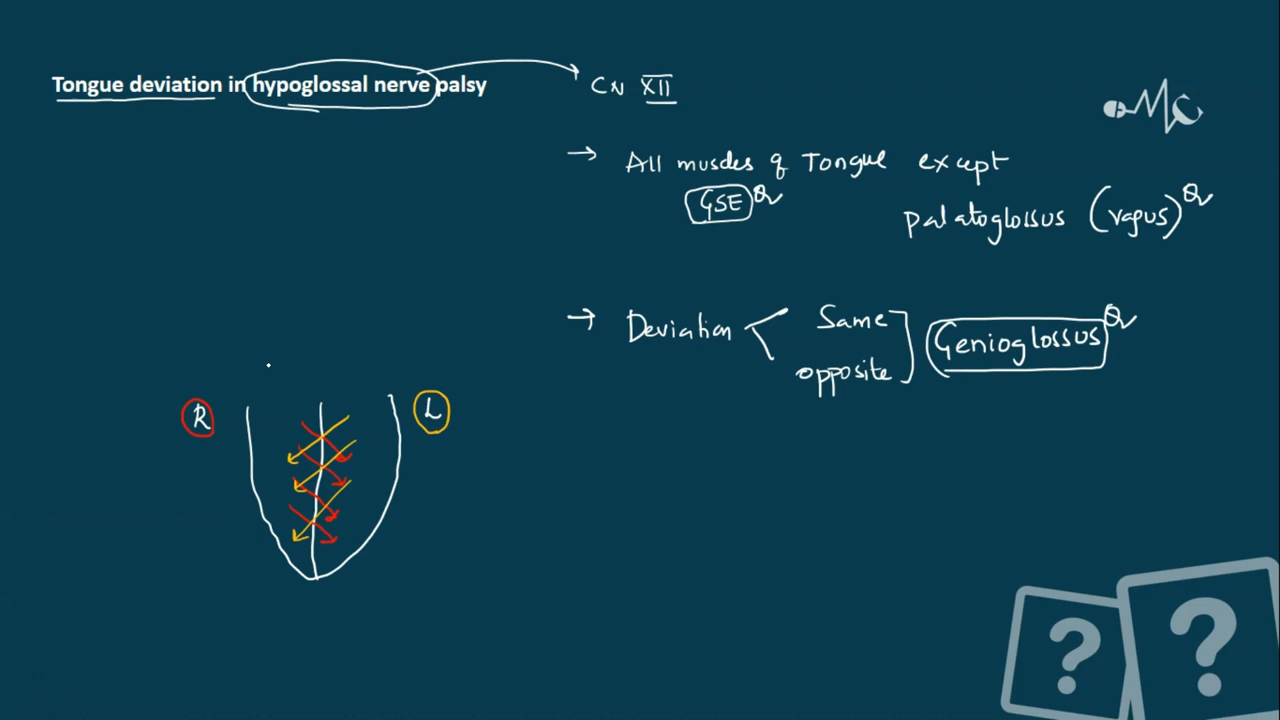 Tongue deviation in hypoglossal nerve palsy
CN XII
→ All muscles of Tongue except
GSE
palatoglossus (vagus)
→ Deviation < Same
opposite
Genioglossus
R
L
MC
? ?